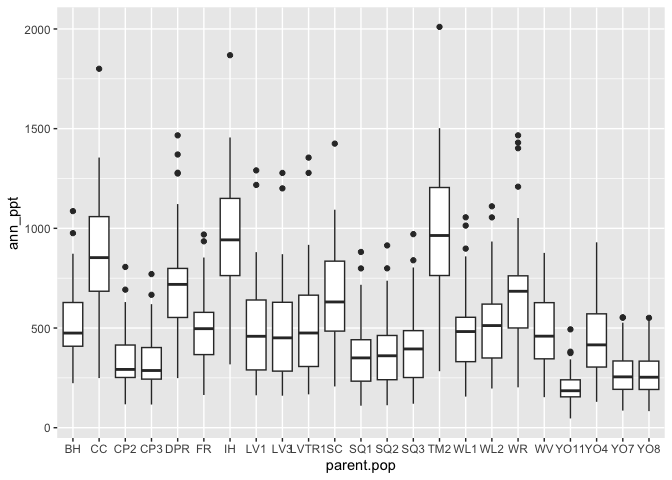 2000
1500
1000
500
0
ann_ppt
BH CC CP2 CP3 DPR FR IH LV1 LV3 LVTR1 SC SQ1 SQ2 SQ3 TM2 WL1 WL2 WR WV YO11 YO4 YO7 YO8
parent.pop